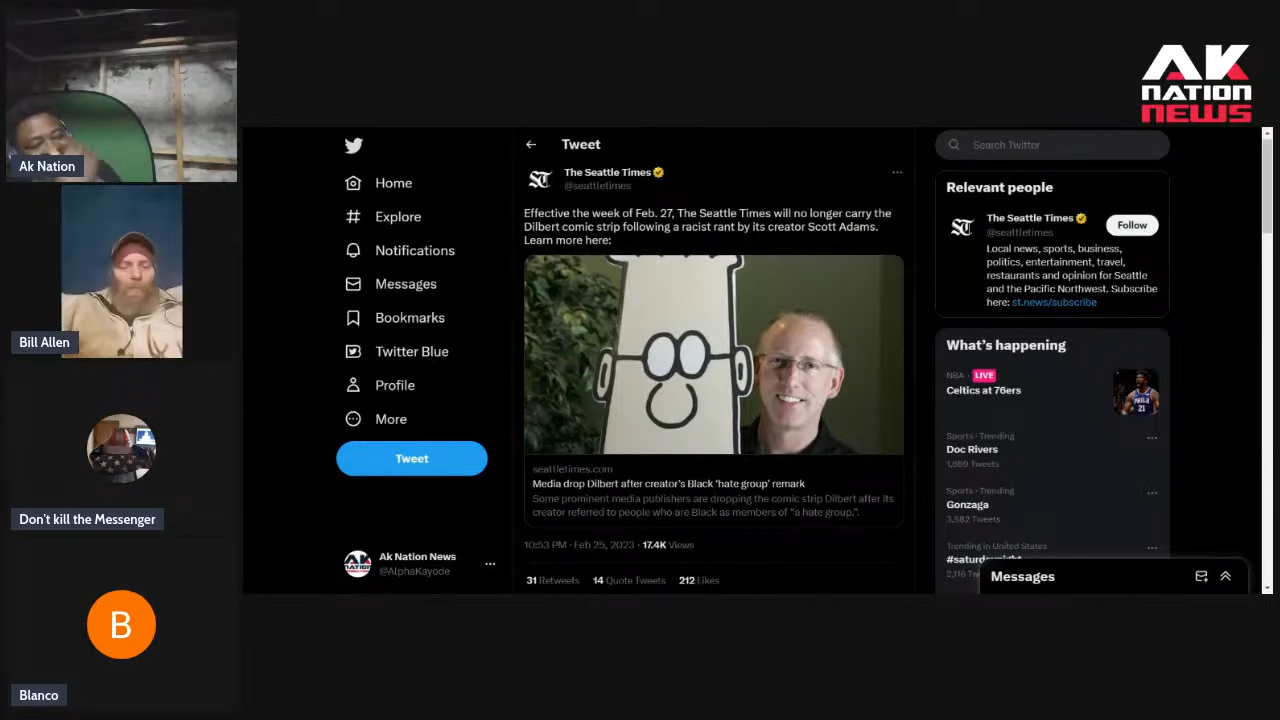 Ak Nation
Bill Allen
Don't kill the Messenger
B
Blanco
AK
NATION
NEWS
Home
Explore
Notifications
Messages
Bookmarks
Twitter Blue
Profile
More
Tweet
Ak Nation News
@AlphaKayode
Tweet
The Seattle Times
@seattletimes
Effective the week of Feb. 27, The Seattle Times will no longer carry the
Dilbert comic strip following a racist rant by its creator Scott Adams.
Learn more here:
seattletimes.com
Media drop Dilbert after creator's Black 'hate group' remark
Some prominent media publishers are dropping the comic strip Dilbert after its
creator referred to people who are Black as members of "a hate group.".
10:53 PM · Feb 25, 2023 · 17.4K Views
31 Retweets 14 Quote Tweets 212 Likes
Search Twitter
Relevant people
The Seattle Times
@seattletimes
Follow
Local news, sports, business,
politics, entertainment, travel,
restaurants and opinion for Seattle
and the Pacific Northwest. Subscribe
here: st.news/subscribe
What's happening
NBA · LIVE
Celtics at 76ers
Sports · Trending
Doc Rivers
1,889 Tweets
Sports · Trending
Gonzaga
3,582 Tweets
Trending in United States
#saturdaynight
2,118
Messages